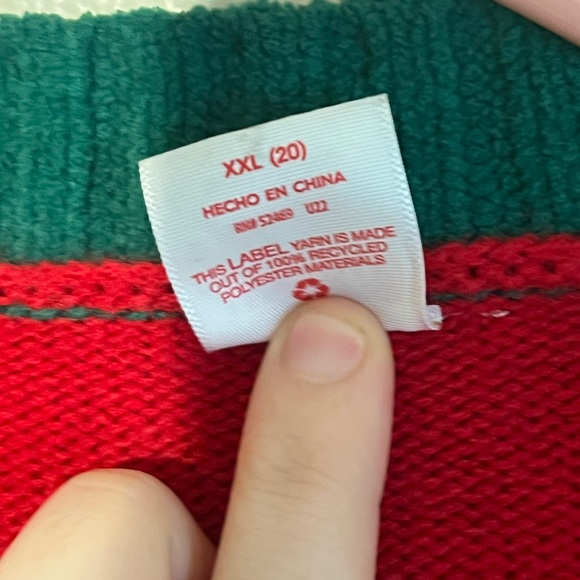 XXL (20)
HECHO EN CHINA
RN# 52469 U22
THIS LABEL YARN IS MADE
OUT OF 100% RECYCLED
POLYESTER MATERIALS